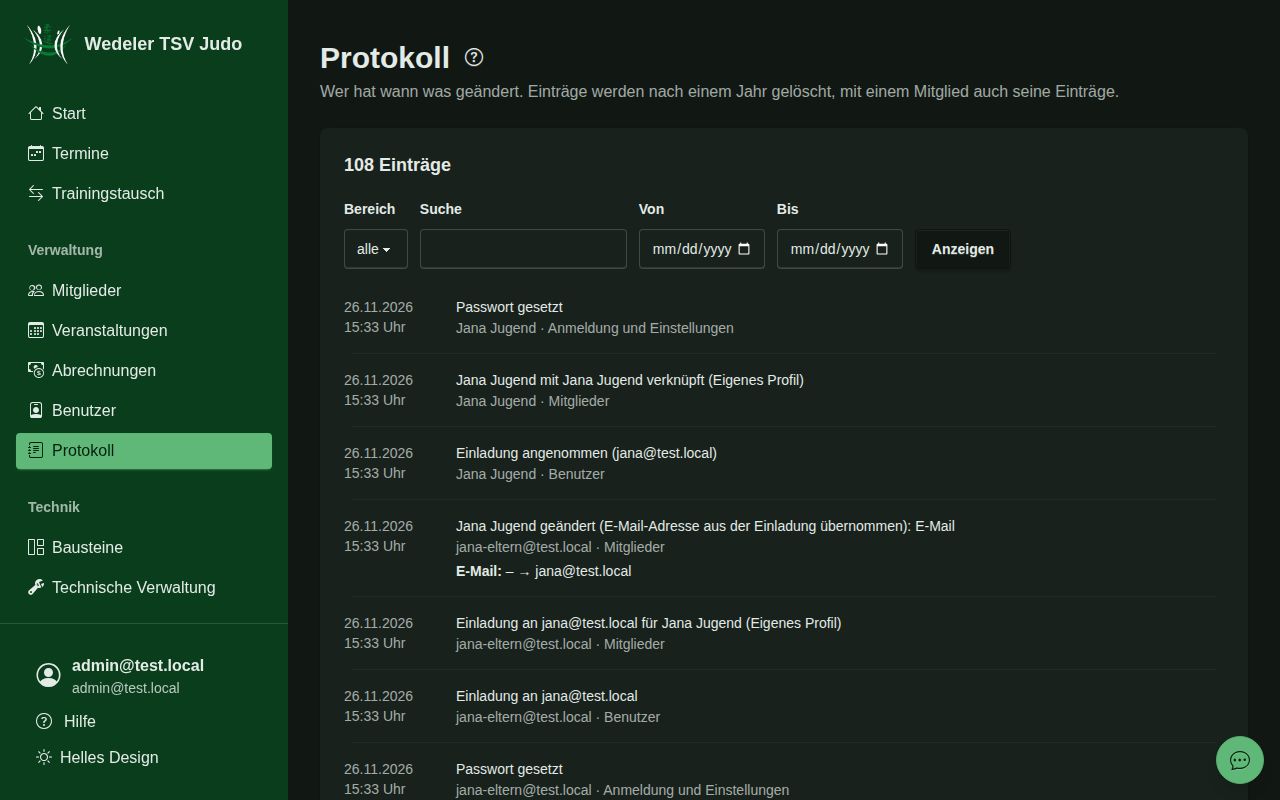 Wedeler TSV Judo
Start
Termine
Trainingstausch
Verwaltung
Mitglieder
Veranstaltungen
Abrechnungen
Benutzer
Protokoll
Technik
Bausteine
Technische Verwaltung
admin@test.local
admin@test.local
Hilfe
Helles Design
Protokoll
Wer hat wann was geändert. Einträge werden nach einem Jahr gelöscht, mit einem Mitglied auch seine Einträge.
108 Einträge
Bereich Suche Von Bis
alle mm/dd/yyyy mm/dd/yyyy Anzeigen
26.11.2026 Passwort gesetzt
15:33 Uhr Jana Jugend · Anmeldung und Einstellungen
26.11.2026 Jana Jugend mit Jana Jugend verknüpft (Eigenes Profil)
15:33 Uhr Jana Jugend · Mitglieder
26.11.2026 Einladung angenommen (jana@test.local)
15:33 Uhr Jana Jugend · Benutzer
26.11.2026 Jana Jugend geändert (E-Mail-Adresse aus der Einladung übernommen): E-Mail
15:33 Uhr jana-eltern@test.local · Mitglieder
E-Mail: – → jana@test.local
26.11.2026 Einladung an jana@test.local für Jana Jugend (Eigenes Profil)
15:33 Uhr jana-eltern@test.local · Mitglieder
26.11.2026 Einladung an jana@test.local
15:33 Uhr jana-eltern@test.local · Benutzer
26.11.2026 Passwort gesetzt
15:33 Uhr jana-eltern@test.local · Anmeldung und Einstellungen